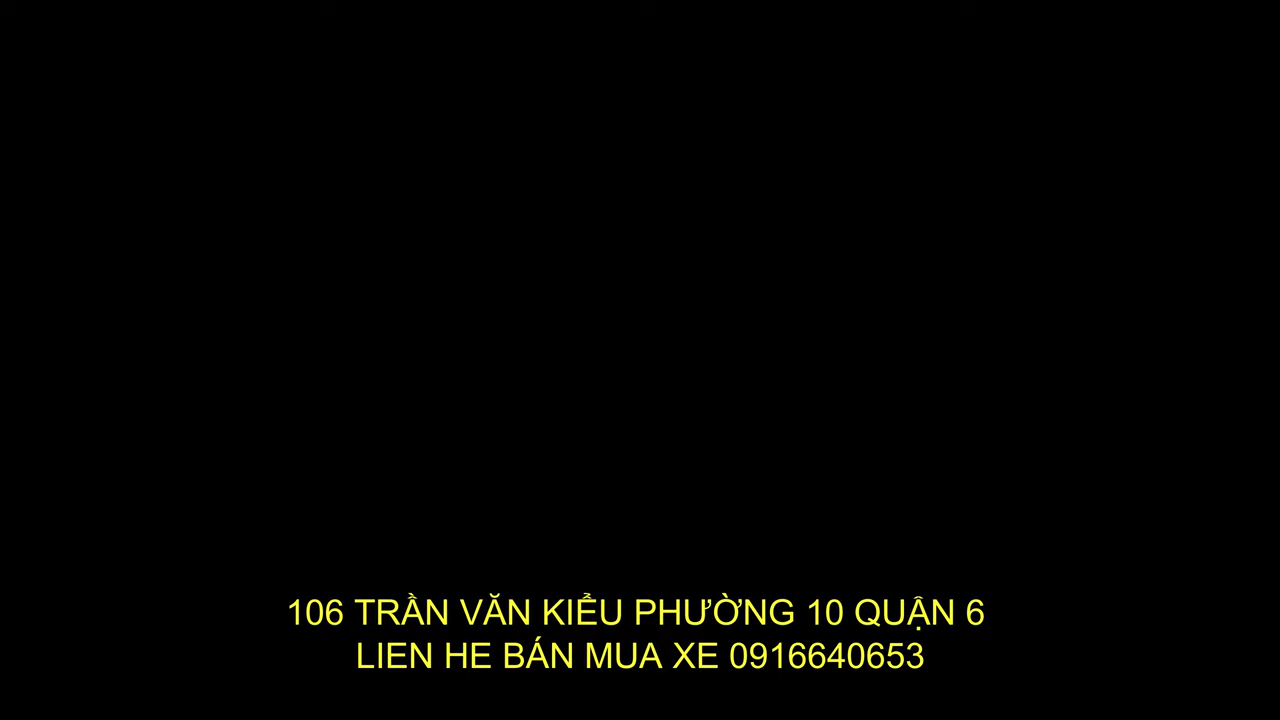 106 TRẦN VĂN KIỂU PHƯỜNG 10 QUẬN 6
LIEN HE BÁN MUA XE 0916640653